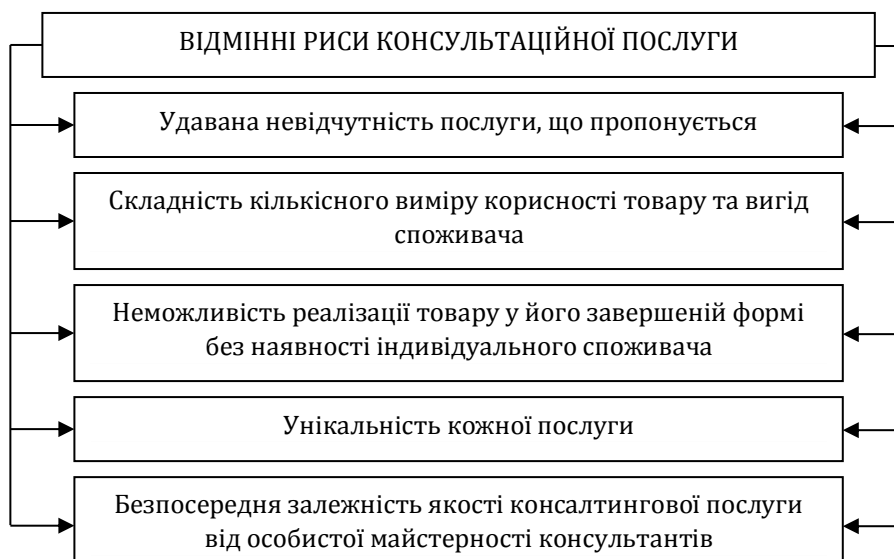 ВІДМІННІ РИСИ КОНСУЛЬТАЦІЙНОЇ ПОСЛУГИ
Удавана невідчутність послуги, що пропонується
Складність кількісного виміру корисності товару та вигід
споживача
Неможливість реалізації товару у його завершеній формі
без наявності індивідуального споживача
Унікальність кожної послуги
Безпосередня залежність якості консалтингової послуги
від особистої майстерності консультантів